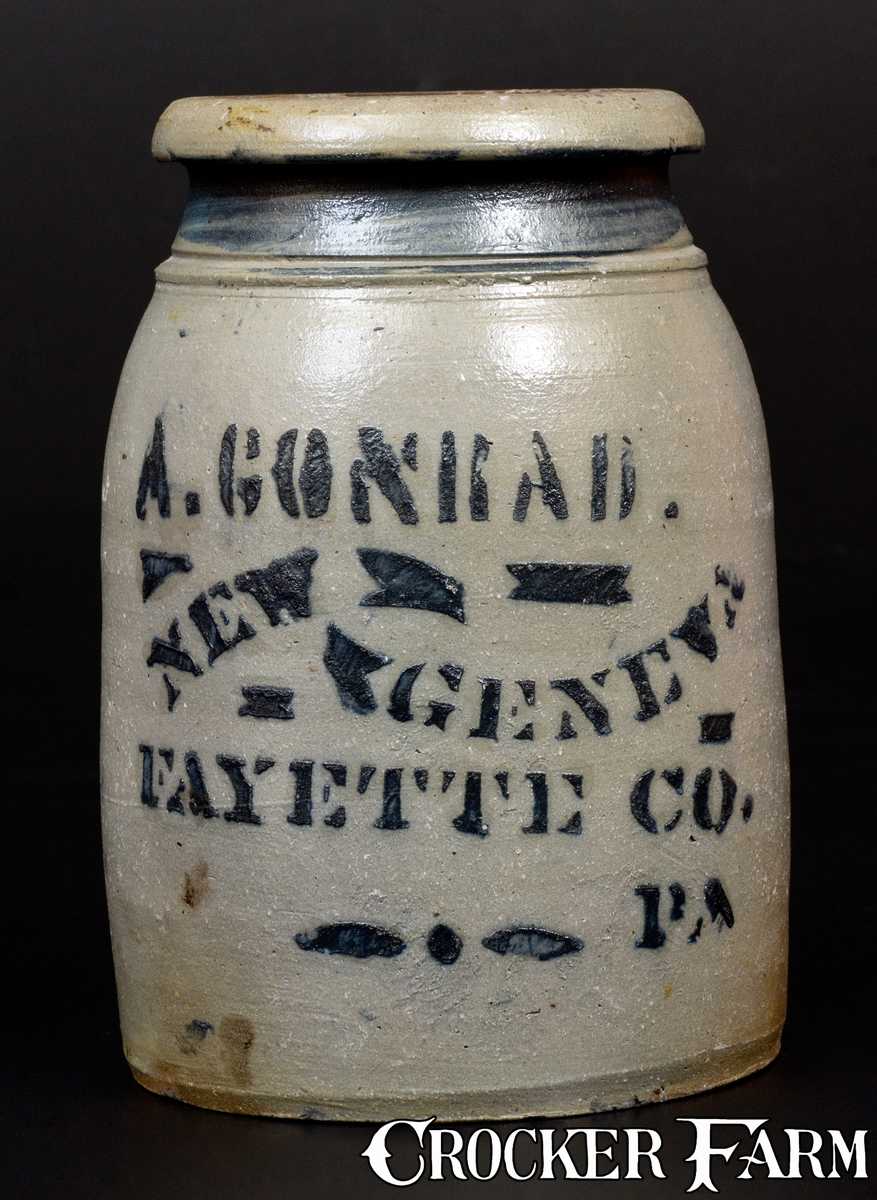 A. CONRAD.
NEW GENEVA
FAYETTE CO.
PA
CROCKER FARM